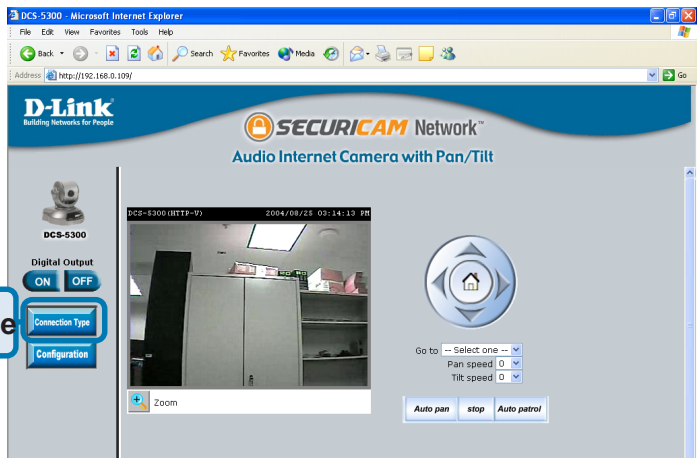 DCS-5300 - Microsoft Internet Explorer
File Edit View Favorites Tools Help
Back Search Favorites Media
Address http://192.168.0.109/ Go
D-Link
Building Networks for People
SECURICAM Network™
Audio Internet Camera with Pan/Tilt
DCS-5300
Digital Output
ON OFF
e
Connection Type
Configuration
DCS-5300(HTTP-V) 2004/08/25 03:14:13 PM
Zoom
Go to -- Select one --
Pan speed 0
Tilt speed 0
Auto pan stop Auto patrol